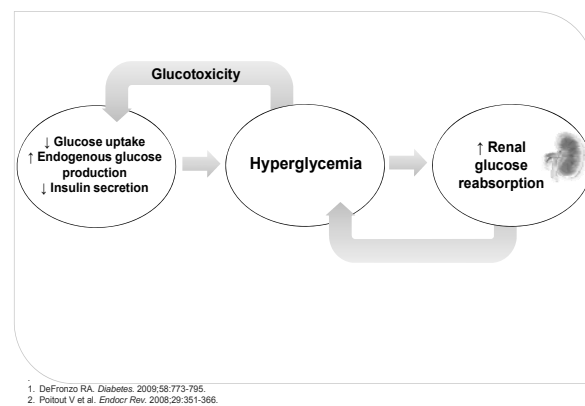 Glucotoxicity
↓ Glucose uptake
↑ Endogenous glucose
production
↓ Insulin secretion
Hyperglycemia
↑ Renal
glucose
reabsorption
.
1. DeFronzo RA. Diabetes. 2009;58:773-795.
2. Poitout V et al. Endocr Rev. 2008;29:351-366.